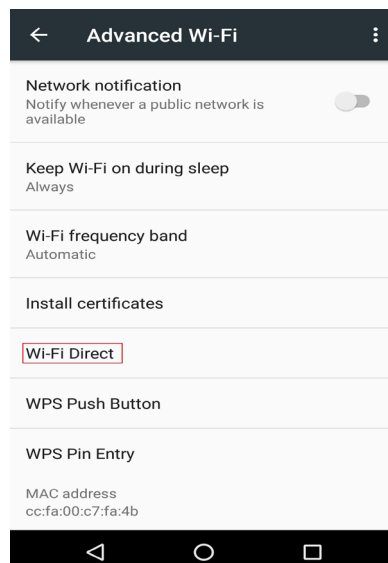 Advanced Wi-Fi
Network notification
Notify whenever a public network is
available
Keep Wi-Fi on during sleep
Always
Wi-Fi frequency band
Automatic
Install certificates
Wi-Fi Direct
WPS Push Button
WPS Pin Entry
MAC address
cc:fa:00:c7:fa:4b